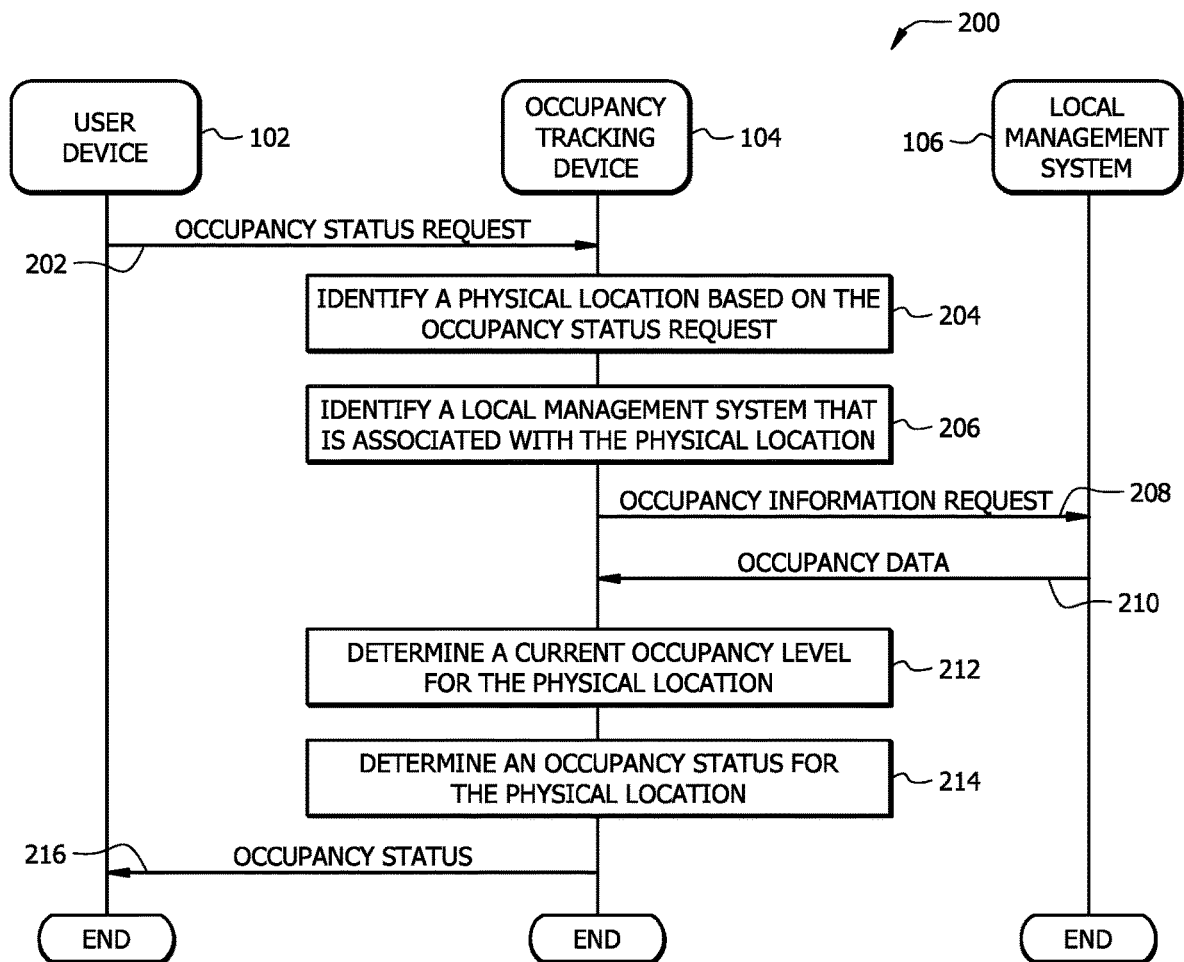 200
USER
DEVICE
102
OCCUPANCY
TRACKING
DEVICE
104
106
LOCAL
MANAGEMENT
SYSTEM
OCCUPANCY STATUS REQUEST
202
IDENTIFY A PHYSICAL LOCATION BASED ON THE
OCCUPANCY STATUS REQUEST
204
IDENTIFY A LOCAL MANAGEMENT SYSTEM THAT
IS ASSOCIATED WITH THE PHYSICAL LOCATION
206
OCCUPANCY INFORMATION REQUEST
208
OCCUPANCY DATA
210
DETERMINE A CURRENT OCCUPANCY LEVEL
FOR THE PHYSICAL LOCATION
212
DETERMINE AN OCCUPANCY STATUS FOR
THE PHYSICAL LOCATION
214
216
OCCUPANCY STATUS
END
END
END